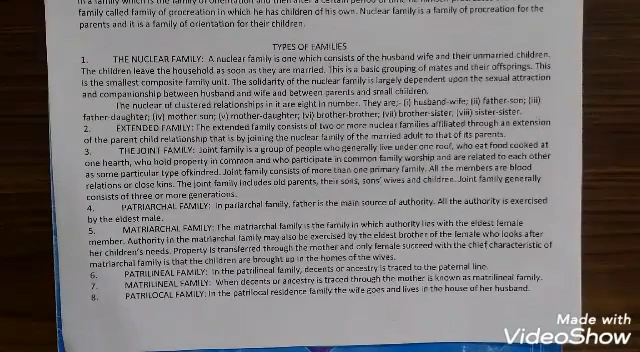 in a family which is the family of orientation and then after a certain period of time he himself
family called family of procreation in which he has children of his own. Nuclear family is a family of procreation for the
parents and it is a family of orientation for their children.
TYPES OF FAMILIES
1. THE NUCLEAR FAMILY: A nuclear family is one which consists of the husband wife and their unmarried children.
The children leave the household as soon as they are married. This is a basic grouping of mates and their offsprings. This
is the smallest composite family unit. The solidarity of the nuclear family is largely dependent upon the sexual attraction
and companionship between husband and wife and between parents and small children.
The nuclear of clustered relationships in it are eight in number. They are;- (i) husband-wife; (ii) father-son; (iii)
father-daughter; (iv) mother son; (v) mother-daughter; (vi) brother-brother; (vii) brother-sister; (viii) sister-sister.
2. EXTENDED FAMILY: The extended family consists of two or more nuclear families affiliated through an extension
of the parent child relationship that is by joining the nuclear family of the married adult to that of its parents.
3. THE JOINT FAMILY: Joint family is a group of people who generally live under one roof, who eat food cooked at
one hearth, who hold property in common and who participate in common family worship and are related to each other
as some particular type ofkindred. Joint family consists of more than one primary family. All the members are blood
relations or close kins. The joint family includes old parents, their sons, sons' wives and children. Joint family generally
consists of three or more generations.
4. PATRIARCHAL FAMILY: In pariarchal family, father is the main source of authority. All the authority is exercised
by the eldest male.
5. MATRIARCHAL FAMILY: The matriarchal family is the family in which authority lies with the eldest female
member. Authority in the matriarchal family may also be exercised by the eldest brother of the female who looks after
her children's needs. Property is transferred through the mother and only female succeed with the chief characteristic of
matriarchal family is that the children are brought up in the homes of the wives.
6. PATRILINEAL FAMILY: In the patrilineal family, decents or ancestry is traced to the paternal line.
7. MATRILINEAL FAMILY: When decents or ancestry is traced through the mother is known as matrilineal family.
8. PATRILOCAL FAMILY: In the patrilocal residence family the wife goes and lives in the house of her husband.
Made with
VideoShow